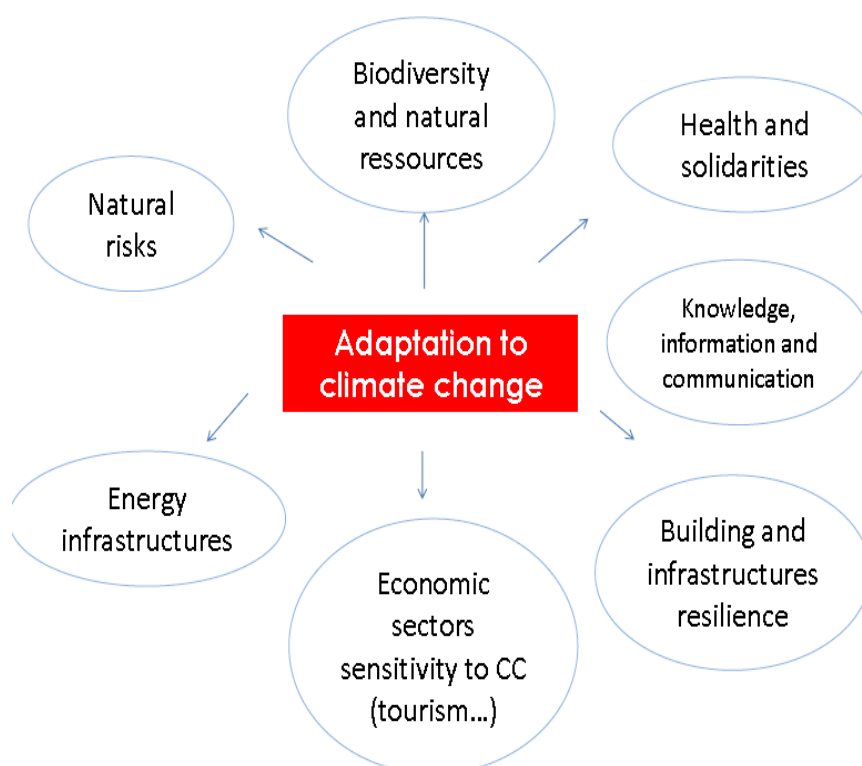 Biodiversity
and natural
ressources
Health and
solidarities
Natural
risks
Knowledge,
information and
communication
Adaptation to
climate change
Energy
infrastructures
Building and
infrastructures
resilience
Economic
sectors
sensitivity to CC
(tourism...)